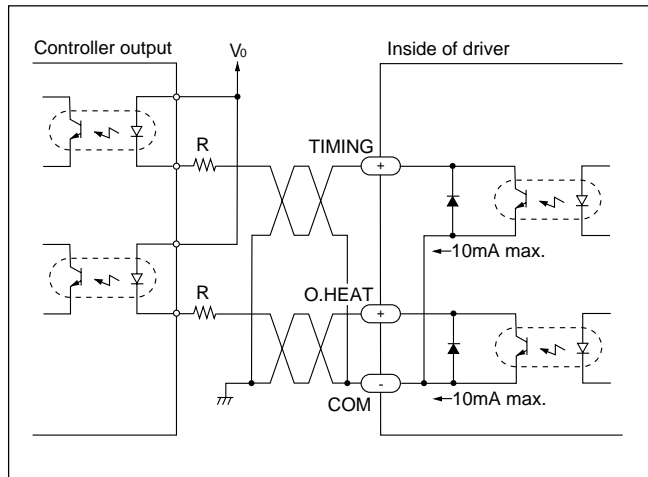 Controller output
V0
Inside of driver
R
TIMING
+
10mA max.
R
O.HEAT
+
-
COM
10mA max.